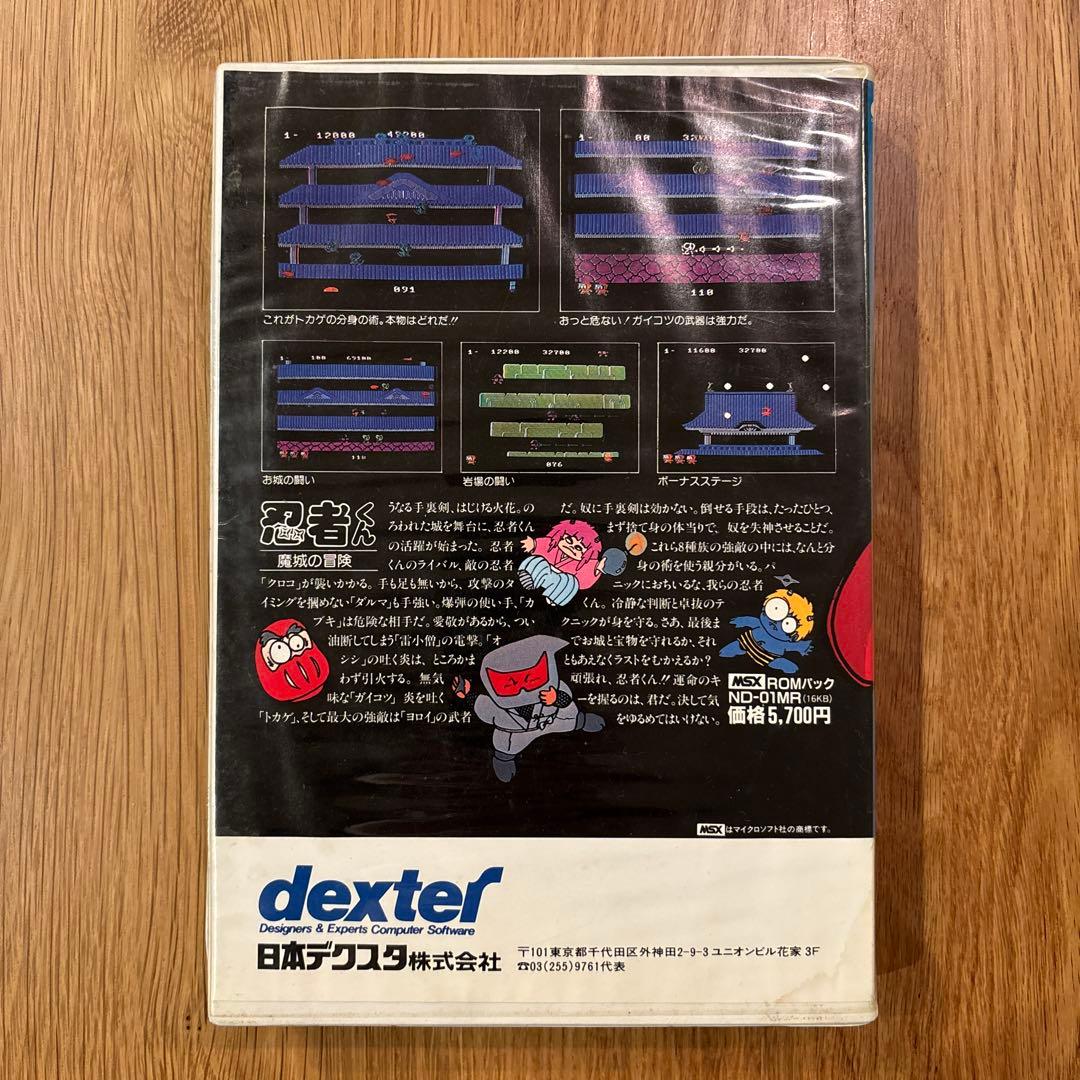 1-  12000  49200
091
これがトカゲの分身の術。本物はどれだ!!
1-  00
110
おっと危ない!ガイコツの武器は強力だ。
1-  100  69100
110
お城の闘い
1-  12200  32700
076
岩場の闘い
1-  11600  32700
ボーナスステージ
忍者くん
にんじゃ
魔城の冒険
うなる手裏剣、はじける火花。の
ろわれた城を舞台に、忍者くん
の活躍が始まった。忍者
くんのライバル、敵の忍者
「クロコ」が襲いかかる。手も足も無いから、攻撃のタ
イミングを摑めない「ダルマ」も手強い。爆弾の使い手、「カ
ブキ」は危険な相手だ。愛敬があるから、つい
油断してしまう「雷小僧」の電撃。「オ
シシ」の吐く炎は、ところかま
わず引火する。無気
味な「ガイコツ」炎を吐く
「トカゲ」、そして最大の強敵は「ヨロイ」の武者
だ。奴に手裏剣は効かない。倒せる手段は、たったひとつ、
まず捨て身の体当りで、奴を失神させることだ。
これら8種族の強敵の中には、なんと分
身の術を使う親分がいる。パ
ニックにおちいるな、我らの忍者
くん。冷静な判断と卓抜のテ
クニックが身を守る。さあ、最後ま
でお城と宝物を守れるか、それ
ともあえなくラストをむかえるか?
頑張れ、忍者くん!!運命のキ
ーを握るのは、君だ。決して気
をゆるめてはいけない。
MSX ROMパック
ND-01MR(16KB)
価格5,700円
MSXはマイクロソフト社の商標です。
dexter
Designers & Experts Computer Software
日本デクスタ株式会社
〒101東京都千代田区外神田2-9-3ユニオンビル花家 3F
☎03(255)9761代表